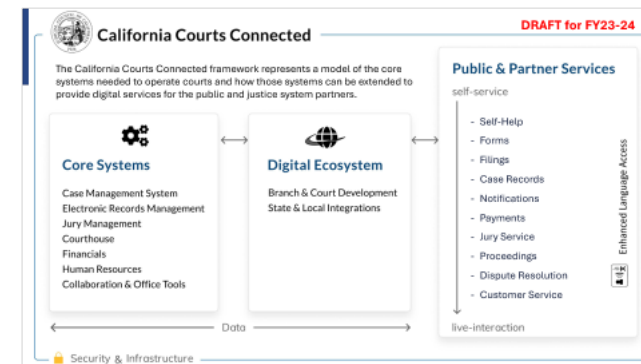 California Courts Connected
DRAFT for FY23-24
The California Courts Connected framework represents a model of the core
systems needed to operate courts and how those systems can be extended to
provide digital services for the public and justice system partners.
Core Systems
Case Management System
Electronic Records Management
Jury Management
Courthouse
Financials
Human Resources
Collaboration & Office Tools
Digital Ecosystem
Branch & Court Development
State & Local Integrations
Data
Public & Partner Services
self-service
- Self-Help
- Forms
- Filings
- Case Records
- Notifications
- Payments
- Jury Service
- Proceedings
- Dispute Resolution
- Customer Service
live-interaction
Enhanced Language Access
Security & Infrastructure